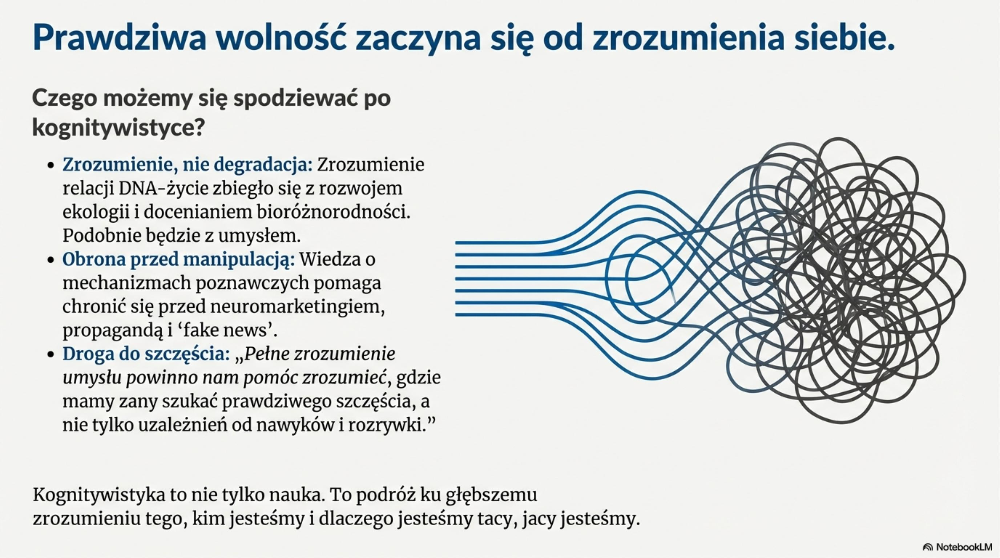 Prawdziwa wolność zaczyna się od zrozumienia siebie.
Czego możemy się spodziewać po
kognitywistyce?
• Zrozumienie, nie degradacja: Zrozumienie
relacji DNA-życie zbiegło się z rozwojem
ekologii i docenianiem bioróżnorodności.
Podobnie będzie z umysłem.
• Obrona przed manipulacją: Wiedza o
mechanizmach poznawczych pomaga
chronić się przed neuromarketingiem,
propagandą i ‘fake news’.
• Droga do szczęścia: „Pełne zrozumienie
umysłu powinno nam pomóc zrozumieć, gdzie
mamy zany szukać prawdziwego szczęścia, a
nie tylko uzależnień od nawyków i rozrywki.”
Kognitywistyka to nie tylko nauka. To podróż ku głębszemu
zrozumieniu tego, kim jesteśmy i dlaczego jesteśmy tacy, jacy jesteśmy.
NotebookLM